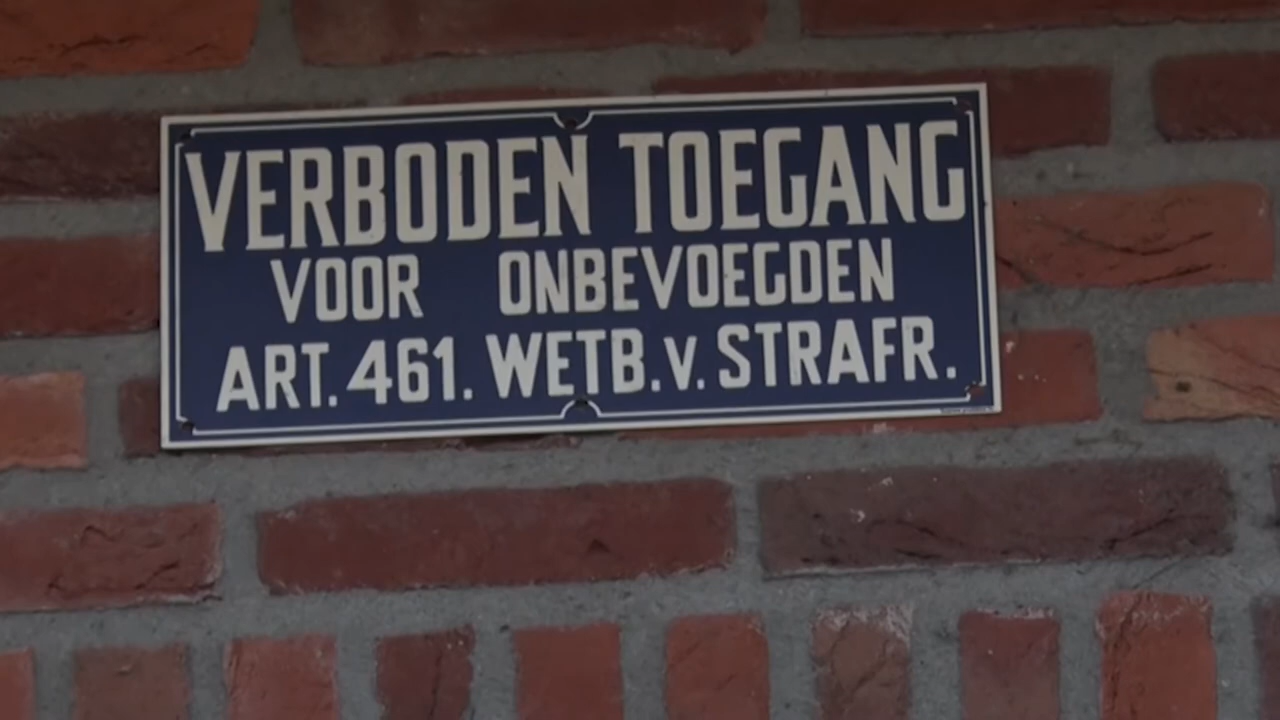 VERBODEN TOEGANG
VOOR ONBEVOEGDEN
ART. 461. WETB. v. STRAFR.